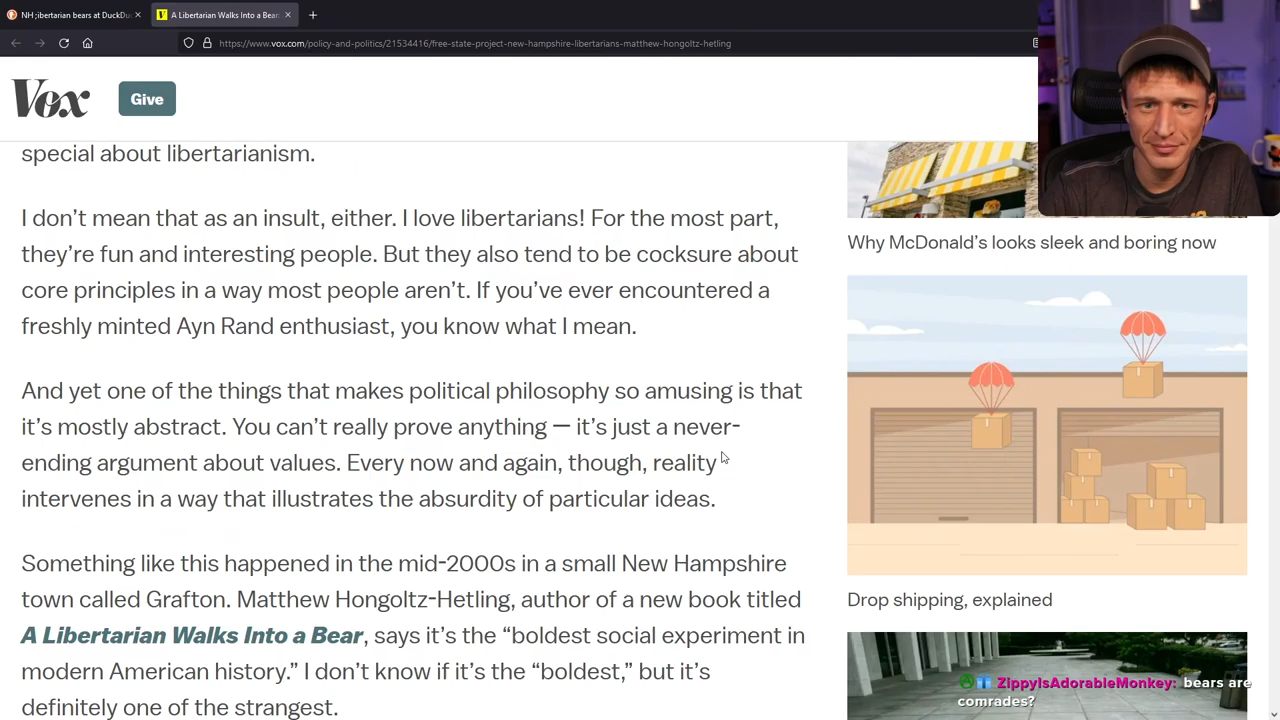 NH ;ibertarian bears at DuckDu
A Libertarian Walks Into a Bear
https://www.vox.com/policy-and-politics/21534416/free-state-project-new-hampshire-libertarians-matthew-hongoltz-hetling
Vox
Give
special about libertarianism.
I don’t mean that as an insult, either. I love libertarians! For the most part,
they’re fun and interesting people. But they also tend to be cocksure about
core principles in a way most people aren’t. If you’ve ever encountered a
freshly minted Ayn Rand enthusiast, you know what I mean.
And yet one of the things that makes political philosophy so amusing is that
it’s mostly abstract. You can’t really prove anything — it’s just a never-
ending argument about values. Every now and again, though, reality
intervenes in a way that illustrates the absurdity of particular ideas.
Something like this happened in the mid-2000s in a small New Hampshire
town called Grafton. Matthew Hongoltz-Hetling, author of a new book titled
A Libertarian Walks Into a Bear, says it’s the “boldest social experiment in
modern American history.” I don’t know if it’s the “boldest,” but it’s
definitely one of the strangest.
Why McDonald’s looks sleek and boring now
Drop shipping, explained
ZippyIsAdorableMonkey: bears are
comrades?